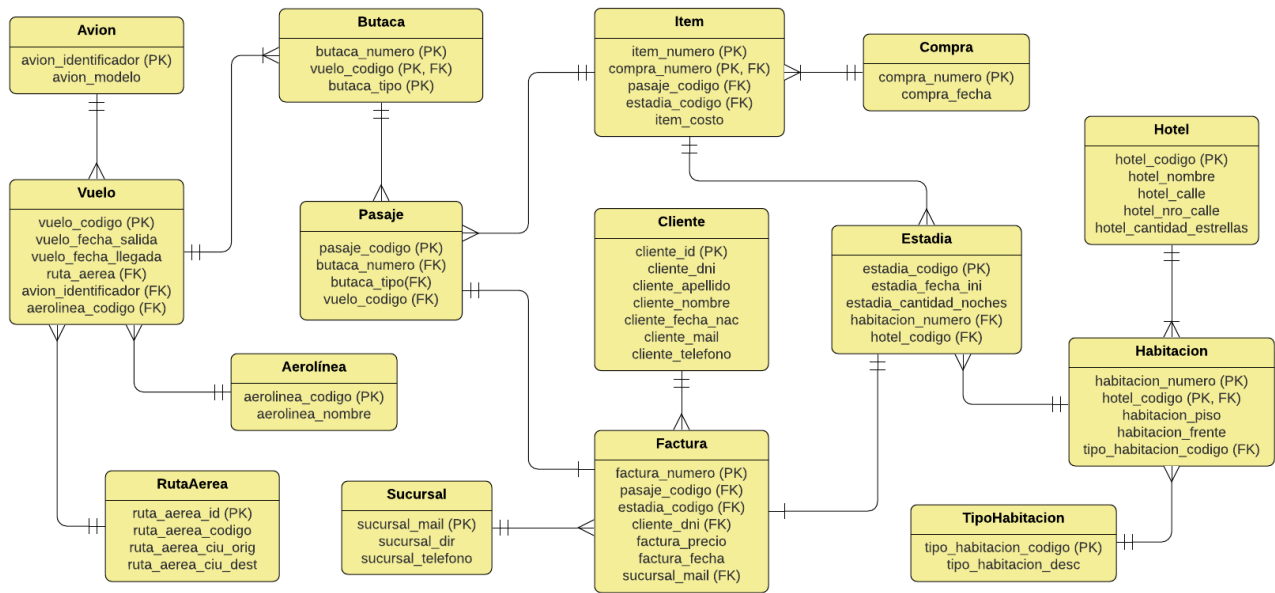 Avion
avion_identificador (PK)
avion_modelo
Butaca
butaca_numero (PK)
vuelo_codigo (PK, FK)
butaca_tipo (PK)
Item
item_numero (PK)
compra_numero (PK, FK)
pasaje_codigo (FK)
estadia_codigo (FK)
item_costo
Compra
compra_numero (PK)
compra_fecha
Hotel
hotel_codigo (PK)
hotel_nombre
hotel_calle
hotel_nro_calle
hotel_cantidad_estrellas
Vuelo
vuelo_codigo (PK)
vuelo_fecha_salida
vuelo_fecha_llegada
ruta_aerea (FK)
avion_identificador (FK)
aerolinea_codigo (FK)
Pasaje
pasaje_codigo (PK)
butaca_numero (FK)
butaca_tipo(FK)
vuelo_codigo (FK)
Cliente
cliente_id (PK)
cliente_dni
cliente_apellido
cliente_nombre
cliente_fecha_nac
cliente_mail
cliente_telefono
Estadia
estadia_codigo (PK)
estadia_fecha_ini
estadia_cantidad_noches
habitacion_numero (FK)
hotel_codigo (FK)
Habitacion
habitacion_numero (PK)
hotel_codigo (PK, FK)
habitacion_piso
habitacion_frente
tipo_habitacion_codigo (FK)
Aerolínea
aerolinea_codigo (PK)
aerolinea_nombre
Factura
factura_numero (PK)
pasaje_codigo (FK)
estadia_codigo (FK)
cliente_dni (FK)
factura_precio
factura_fecha
sucursal_mail (FK)
RutaAerea
ruta_aerea_id (PK)
ruta_aerea_codigo
ruta_aerea_ciu_orig
ruta_aerea_ciu_dest
Sucursal
sucursal_mail (PK)
sucursal_dir
sucursal_telefono
TipoHabitacion
tipo_habitacion_codigo (PK)
tipo_habitacion_desc